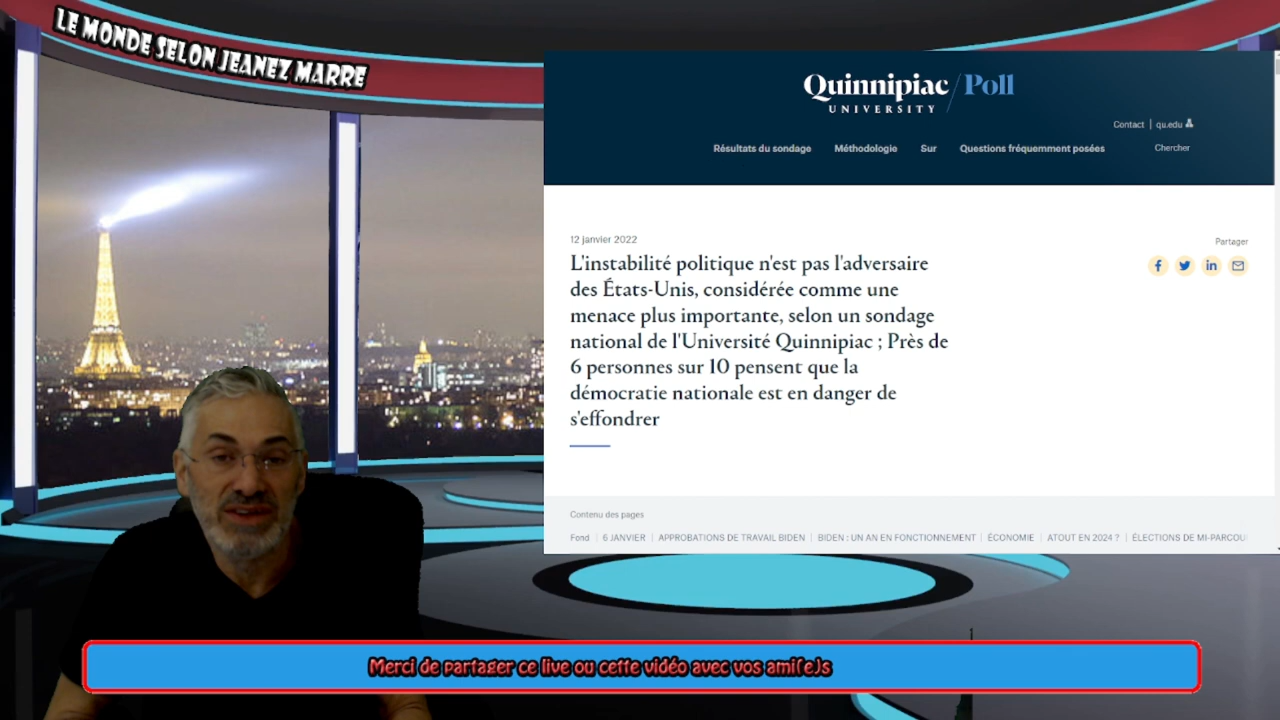 LE MONDE SELON JEANEZ MARRE
Quinnipiac / Poll
UNIVERSITY
Contact | qu.edu
Résultats du sondage Méthodologie Sur Questions fréquemment posées Chercher
12 janvier 2022
Partager
L'instabilité politique n'est pas l'adversaire
des États-Unis, considérée comme une
menace plus importante, selon un sondage
national de l'Université Quinnipiac ; Près de
6 personnes sur 10 pensent que la
démocratie nationale est en danger de
s'effondrer
Contenu des pages
Fond | 6 JANVIER | APPROBATIONS DE TRAVAIL BIDEN | BIDEN : UN AN EN FONCTIONNEMENT | ÉCONOMIE | ATOUT EN 2024 ? | ÉLECTIONS DE MI-PARCOU
Merci de partager ce live ou cette vidéo avec vos ami(e)s